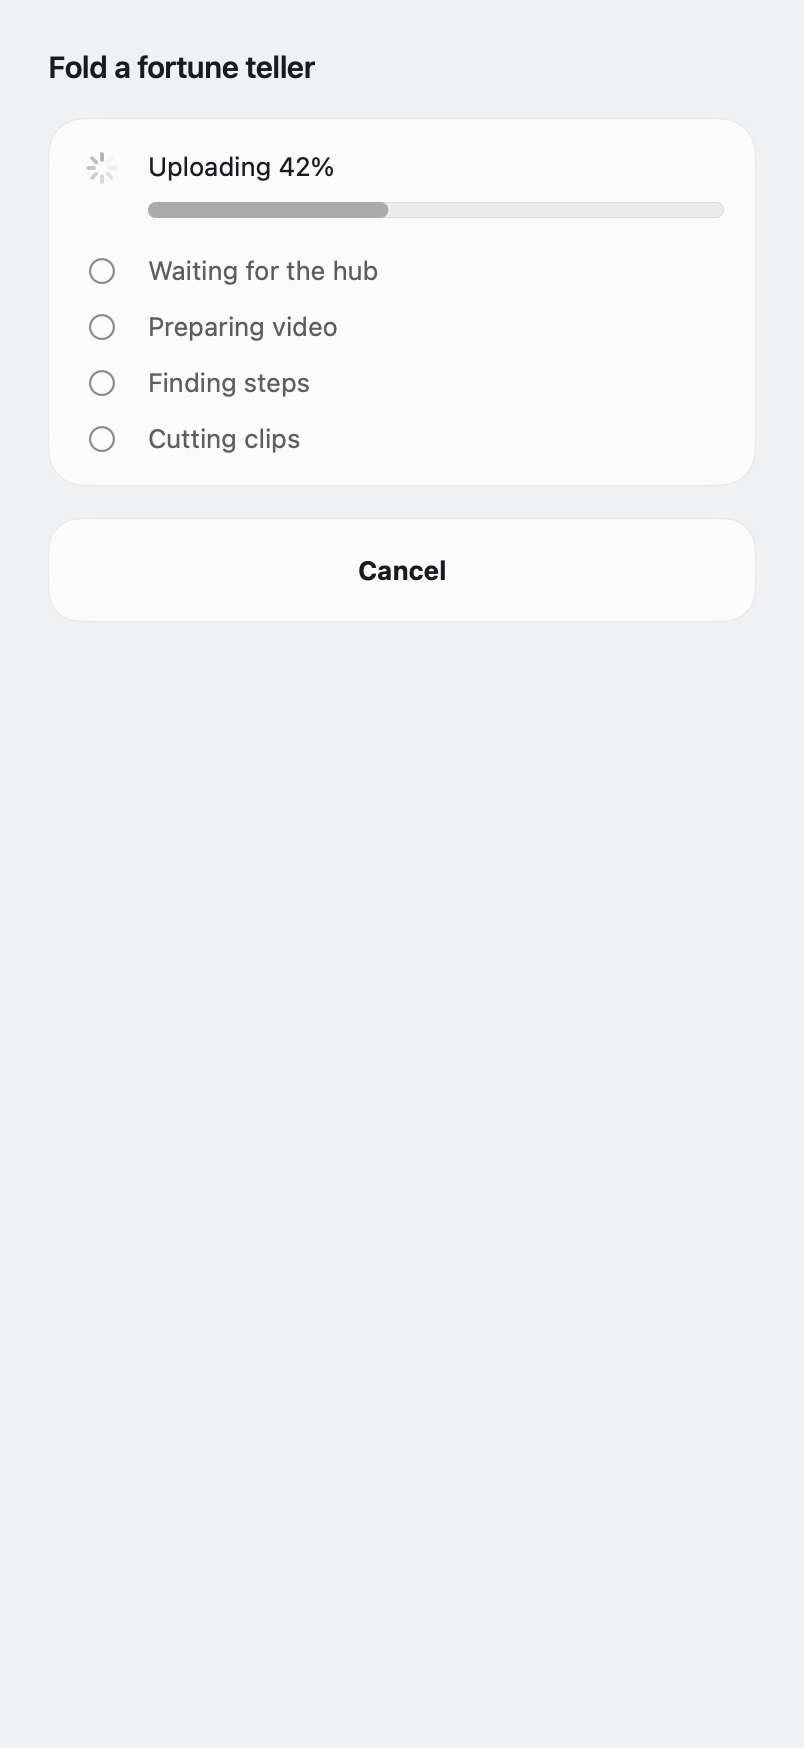 Fold a fortune teller
Uploading 42%
Waiting for the hub
Preparing video
Finding steps
Cutting clips
Cancel